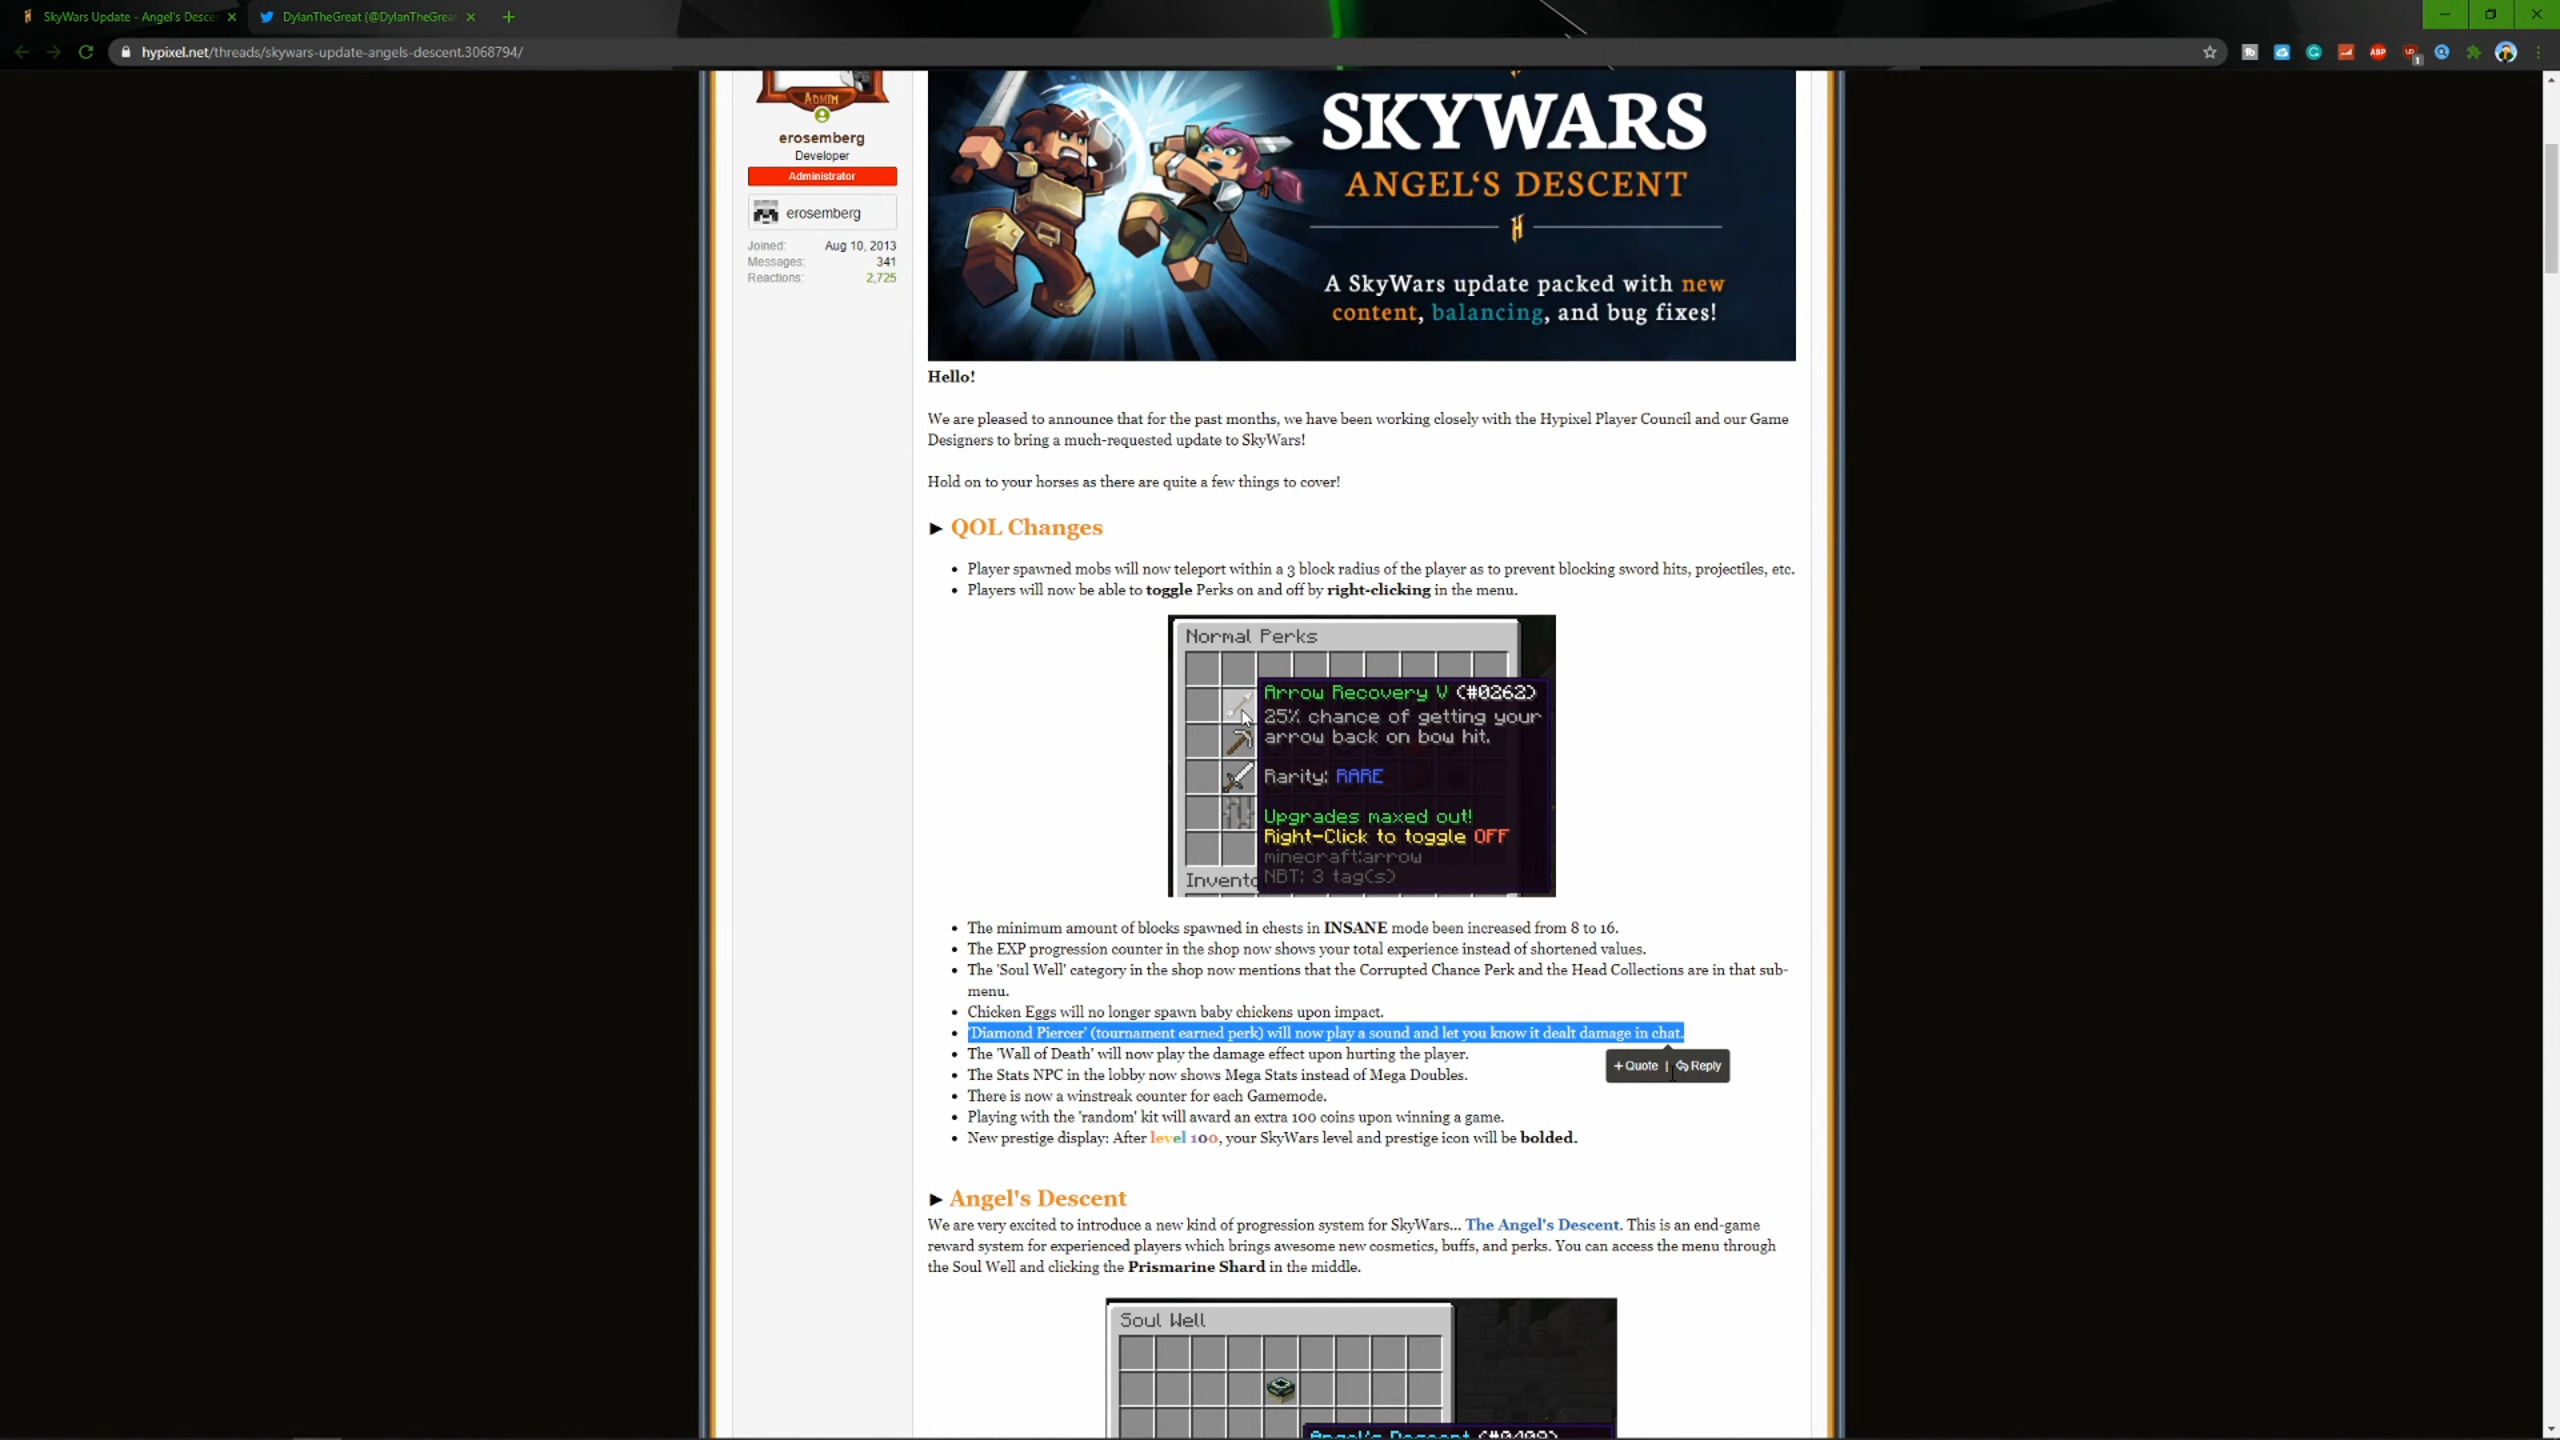 SkyWars Update - Angel's Desce
DylanTheGreat (@DylanTheGrea
hypixel.net/threads/skywars-update-angels-descent.3068794/
ABP
1
ADMIN
erosemberg
Developer
Administrator
erosemberg
Joined: Aug 10, 2013
Messages: 341
Reactions: 2,725
SKYWARS
ANGEL'S DESCENT
A SkyWars update packed with new
content, balancing, and bug fixes!
Hello!
We are pleased to announce that for the past months, we have been working closely with the Hypixel Player Council and our Game
Designers to bring a much-requested update to SkyWars!
Hold on to your horses as there are quite a few things to cover!
► QOL Changes
• Player spawned mobs will now teleport within a 3 block radius of the player as to prevent blocking sword hits, projectiles, etc.
• Players will now be able to toggle Perks on and off by right-clicking in the menu.
Normal Perks
Arrow Recovery V (#0262)
25% chance of getting your
arrow back on bow hit.
Rarity: RARE
Upgrades maxed out!
Right-Click to toggle OFF
minecraft:arrow
NBT: 3 tag(s)
Invento
• The minimum amount of blocks spawned in chests in INSANE mode been increased from 8 to 16.
• The EXP progression counter in the shop now shows your total experience instead of shortened values.
• The 'Soul Well' category in the shop now mentions that the Corrupted Chance Perk and the Head Collections are in that sub-
menu.
• Chicken Eggs will no longer spawn baby chickens upon impact.
• 'Diamond Piercer' (tournament earned perk) will now play a sound and let you know it dealt damage in chat.
• The 'Wall of Death' will now play the damage effect upon hurting the player.
+ Quote | Reply
• The Stats NPC in the lobby now shows Mega Stats instead of Mega Doubles.
• There is now a winstreak counter for each Gamemode.
• Playing with the 'random' kit will award an extra 100 coins upon winning a game.
• New prestige display: After level 100, your SkyWars level and prestige icon will be bolded.
► Angel's Descent
We are very excited to introduce a new kind of progression system for SkyWars... The Angel's Descent. This is an end-game
reward system for experienced players which brings awesome new cosmetics, buffs, and perks. You can access the menu through
the Soul Well and clicking the Prismarine Shard in the middle.
Soul Well
Angel's Descent (#0409)